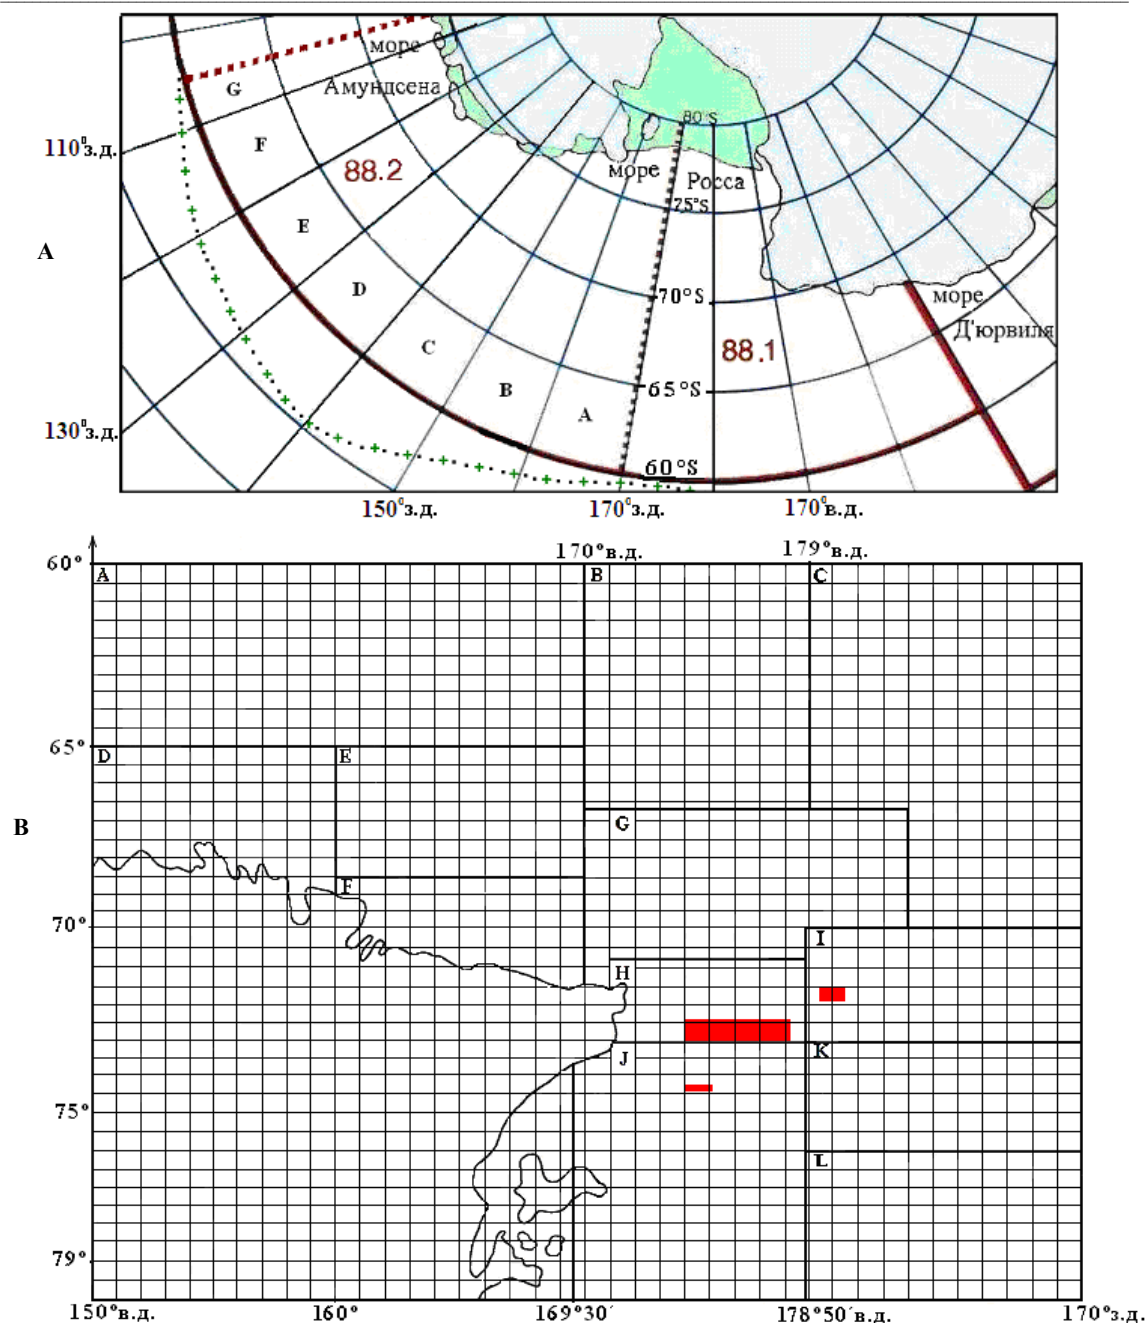 море
Амундсена
G
80°S
110°з.д.
F
88.2
море
Росса
75°S
E
A
D
70°S
море
Д'юрвиля
C
88.1
B
65°S
A
130°з.д.
60°S
150°з.д.
170°з.д.
170°в.д.
170°в.д.
179°в.д.
60°
A
B
C
65°
D
E
G
B
F
70°
I
H
J
K
75°
L
79°
150°в.д.
160°
169°30´
178°50´в.д.
170°з.д.